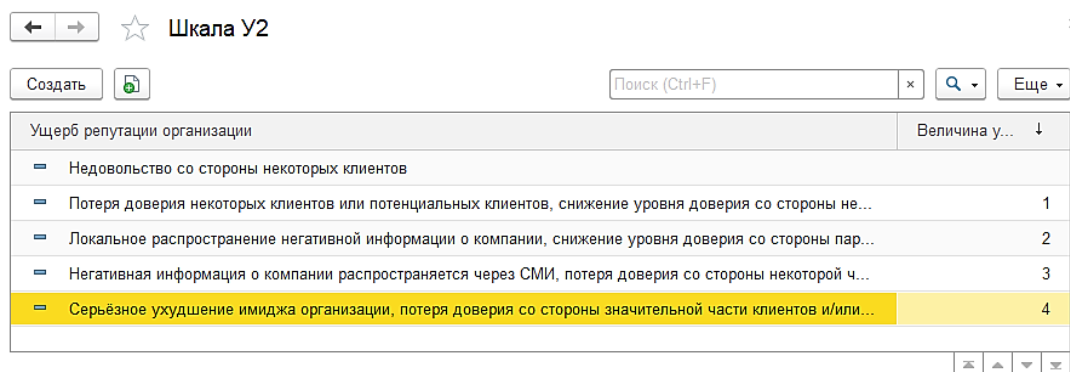 Шкала У2
Создать
Поиск (Ctrl+F)
×
Еще
Ущерб репутации организации
Величина у...
Недовольство со стороны некоторых клиентов
Потеря доверия некоторых клиентов или потенциальных клиентов, снижение уровня доверия со стороны не... 1
Локальное распространение негативной информации о компании, снижение уровня доверия со стороны пар... 2
Негативная информация о компании распространяется через СМИ, потеря доверия со стороны некоторой ч... 3
Серьёзное ухудшение имиджа организации, потеря доверия со стороны значительной части клиентов и/или... 4